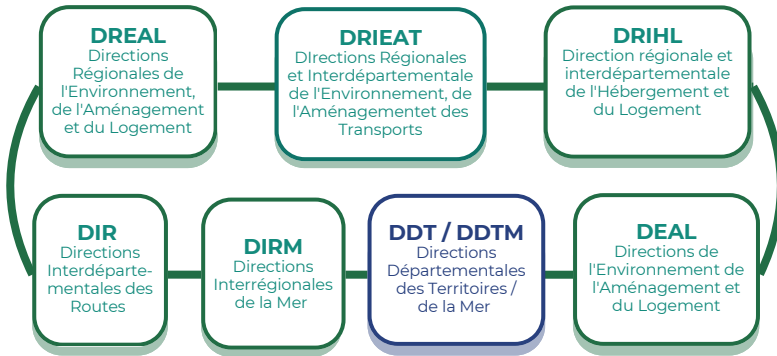 DREAL
Directions
Régionales de
l'Environnement,
de l'Aménagement
et du Logement
DRIEAT
DIrections Régionales
et Interdépartementale
de l'Environnement, de
l'Aménagementet des
Transports
DRIHL
Direction régionale et
interdépartementale
de l'Hébergement et
du Logement
DIR
Directions
Interdéparte-
mentales des
Routes
DIRM
Directions
Interrégionales
de la Mer
DDT / DDTM
Directions
Départementales
des Territoires /
de la Mer
DEAL
Directions de
l'Environnement de
l'Aménagement et
du Logement